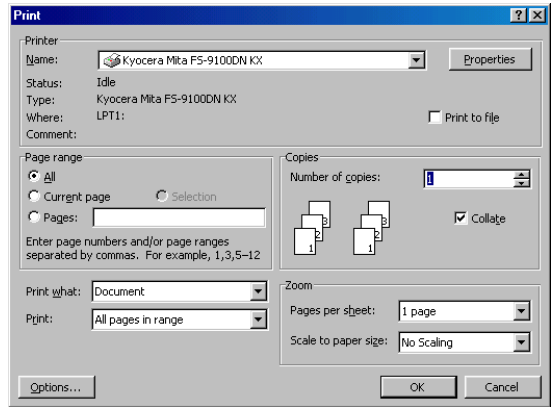 Print
Printer
Name: Kyocera Mita FS-9100DN KX Properties
Status: Idle
Type: Kyocera Mita FS-9100DN KX
Where: LPT1: Print to file
Comment:
Page range
All
Current page Selection
Pages:
Enter page numbers and/or page ranges
separated by commas. For example, 1,3,5–12
Copies
Number of copies: 1
3 3
2 2
1 1
Collate
Print what: Document
Print: All pages in range
Zoom
Pages per sheet: 1 page
Scale to paper size: No Scaling
Options... OK Cancel